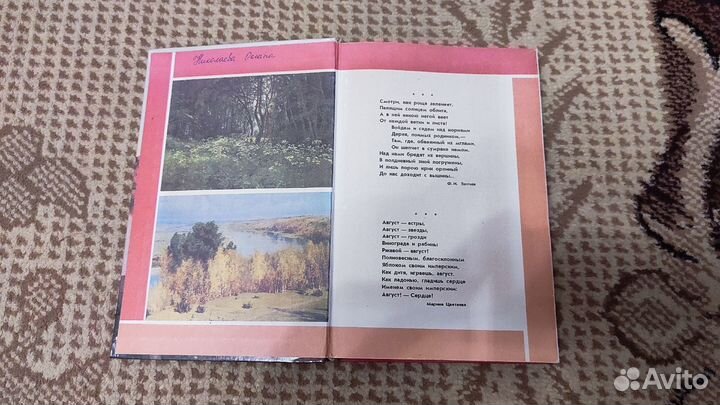 Николаева Оксана
* * *
Смотри, как роща зеленеет,
Палящим солнцем облита,
А в ней какою негой веет
От каждой ветки и листа!
Войдем и сядем над корнями
Дерев, поимых родником,—
Там, где, обвеянный их мглами,
Он шепчет в сумраке немом.
Над нами бредят их вершины,
В полдневный зной погружены,
И лишь порою крик орлиный
До нас доходит с вышины...
Ф. И. Тютчев
* * *
Август — астры,
Август — звезды,
Август — грозди
Винограда и рябины
Ржавой — август!
Полновесным, благосклонным
Яблоком своим имперским,
Как дитя, играешь, август.
Как ладонью, гладишь сердце
Именем своим имперским:
Август! — Сердце!
Марина Цветаева
Avito